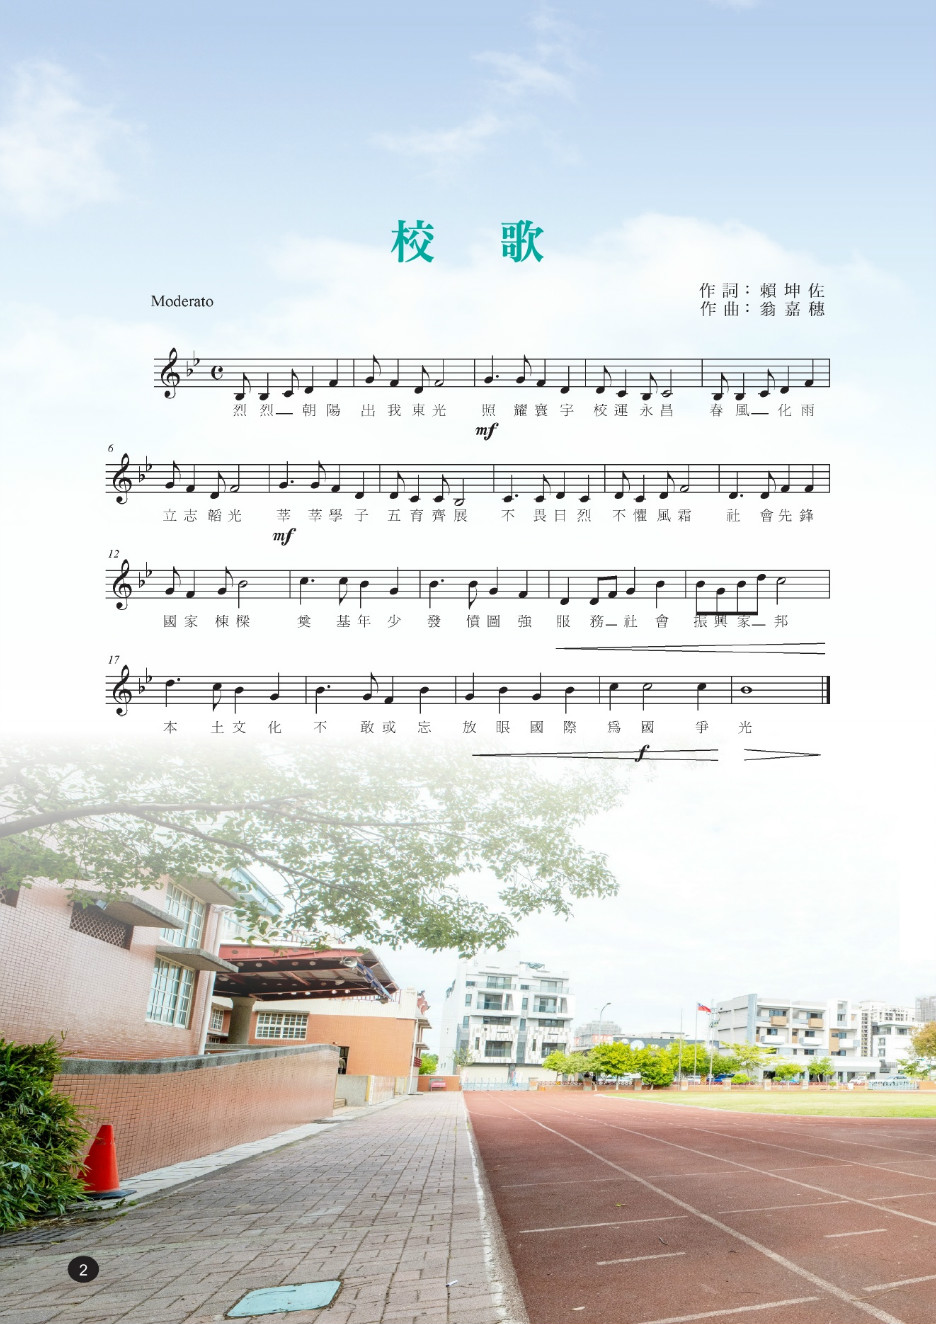 校 歌
作詞：賴坤佐
Moderato
作曲：翁嘉穗
烈烈—朝陽 出我東光 照耀寰宇 校運永昌 春風—化雨
mf
6
立志韜光 莘莘學子 五育齊展 不畏日烈 不懼風霜 社會先鋒
mf
12
國家棟樑 奠基年少 發憤圖強 服務—社會 振興家—邦
17
本土文化 不敢或忘 放眼國際 為國爭光
f
2